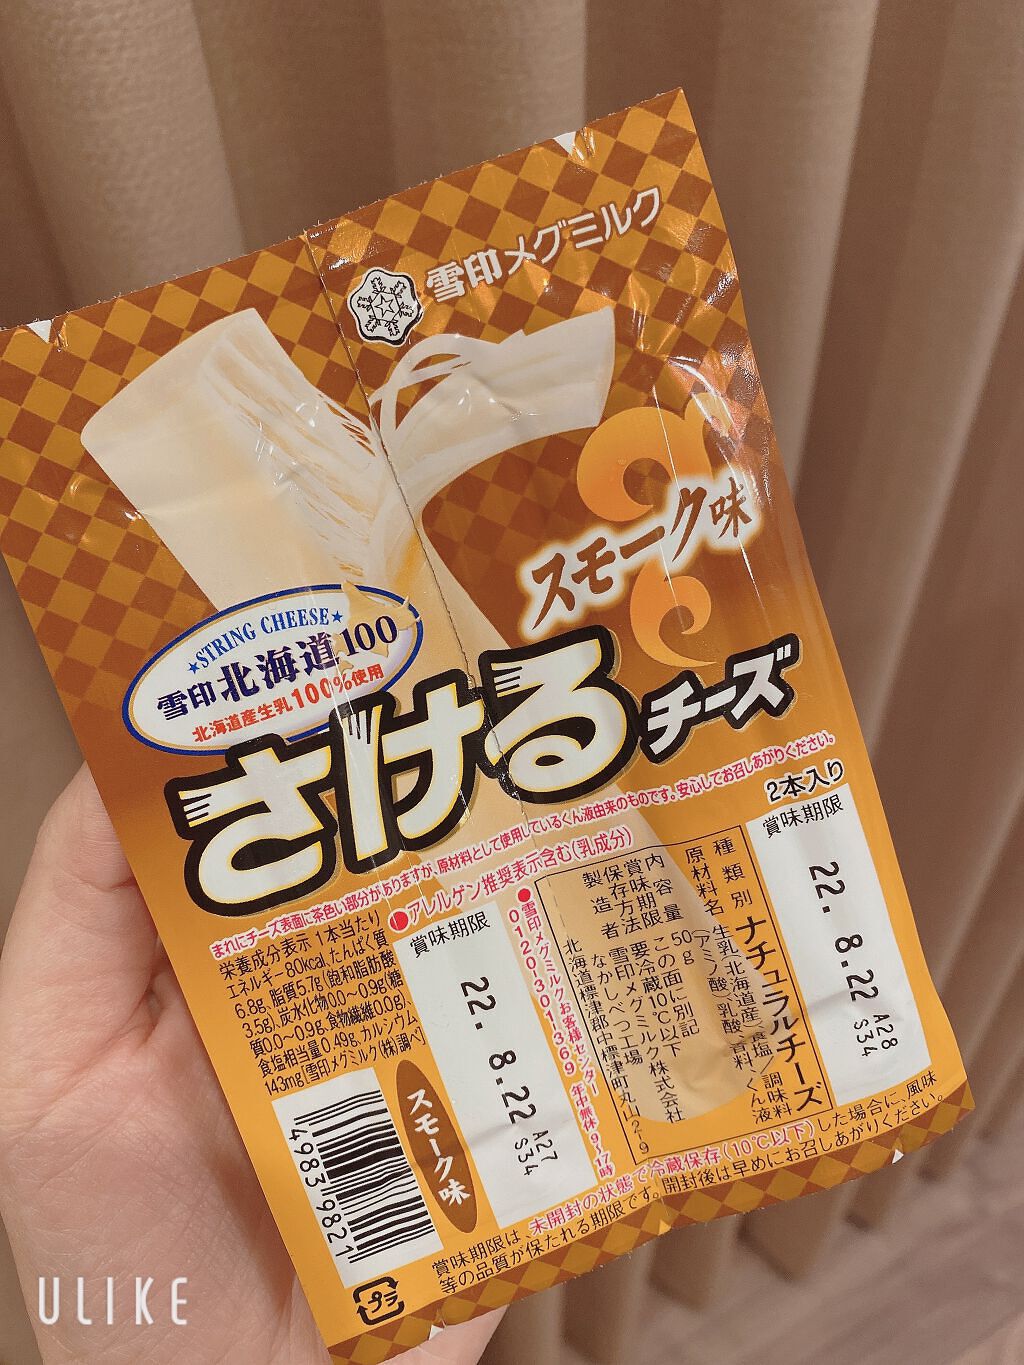 雪印メグミルク
スモーク味
★STRING CHEESE★
雪印 北海道100
北海道産生乳100%使用
さけるチーズ
2本入り
まれにチーズ表面に茶色い部分がありますが、原材料として使用しているくん液由来のものです。安心してお召しあがりください。
アレルゲン推奨表示含む(乳成分)
栄養成分表示 1本当たり
エネルギー80kcal、たんぱく質
6.8g、脂質5.7g(飽和脂肪酸
3.5g)、炭水化物0.0〜0.9g(糖
質0.0〜0.9g、食物繊維0.0g)、
食塩相当量0.49g、カルシウム
143mg[雪印メグミルク(株)調べ]
賞味期限
22. 8.22 A27
S34
●雪印メグミルクお客様センター
0120-301-369 年中無休9〜17時
種類別 ナチュラルチーズ
原材料名 生乳(北海道産)、食塩/調味料
(アミノ酸)、乳酸、香料、くん液
内容量 50g
賞味期限 この面に別記
保存方法 要冷蔵10℃以下
製造者 雪印メグミルク株式会社
なかしべつ工場
北海道標津郡中標津町丸山2-9
賞味期限
22. 8.22 A28
S34
スモーク味
4983 9821
プラ
賞味期限は、未開封の状態で冷蔵保存(10℃以下)した場合に、風味
等の品質が保たれる期限です。開封後は早めにお召しあがりください。
ULIKE